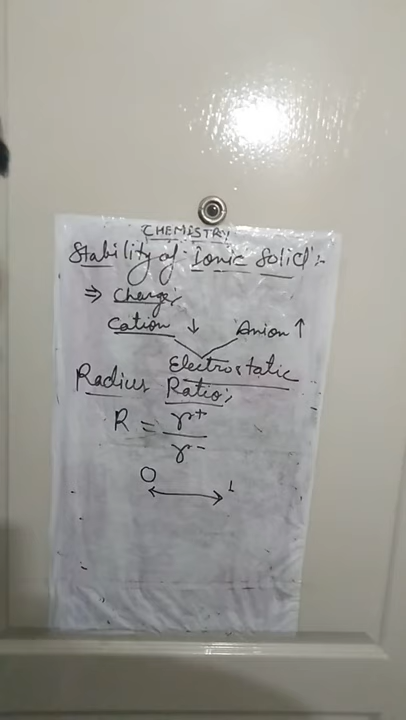 CHEMISTRY
Stability of Ionic Solid:-
⇒ Charge:
Cation ↓ Anion ↑
Electrostatic
Radius Ratio:
R = r+
r-
0 ↔ 1